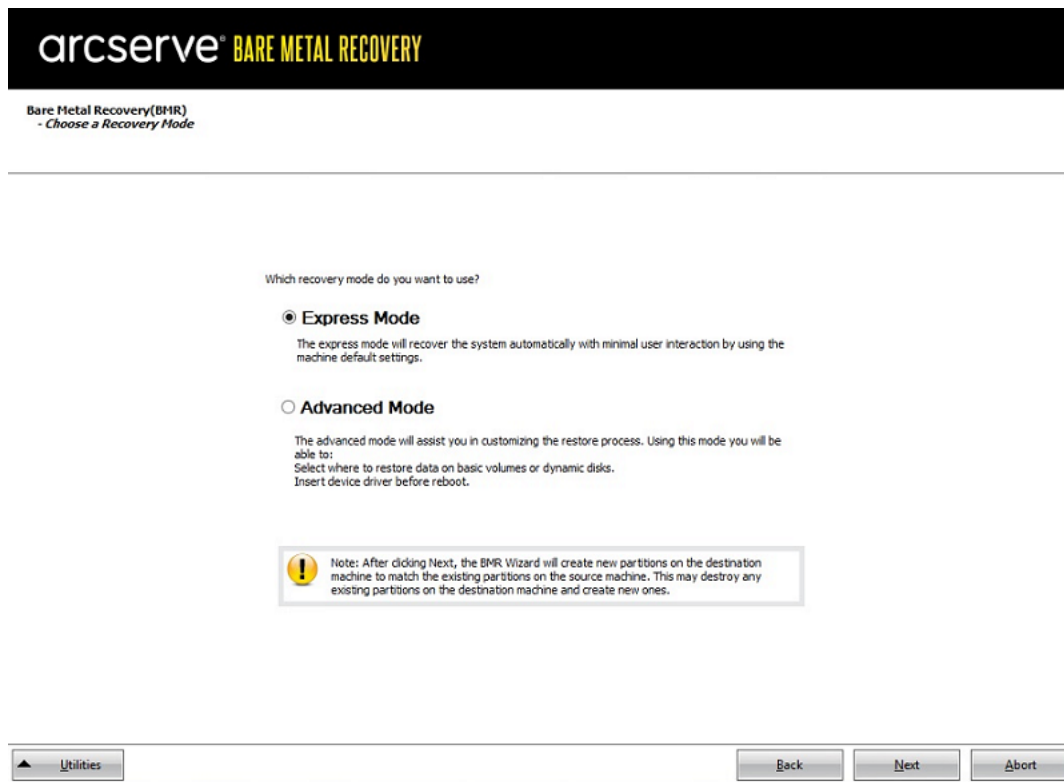 arcserve® BARE METAL RECOVERY
Bare Metal Recovery(BMR)
- Choose a Recovery Mode
Which recovery mode do you want to use?
Express Mode
The express mode will recover the system automatically with minimal user interaction by using the
machine default settings.
Advanced Mode
The advanced mode will assist you in customizing the restore process. Using this mode you will be
able to:
Select where to restore data on basic volumes or dynamic disks.
Insert device driver before reboot.
Note: After clicking Next, the BMR Wizard will create new partitions on the destination
machine to match the existing partitions on the source machine. This may destroy any
existing partitions on the destination machine and create new ones.
Utilities
Back
Next
Abort